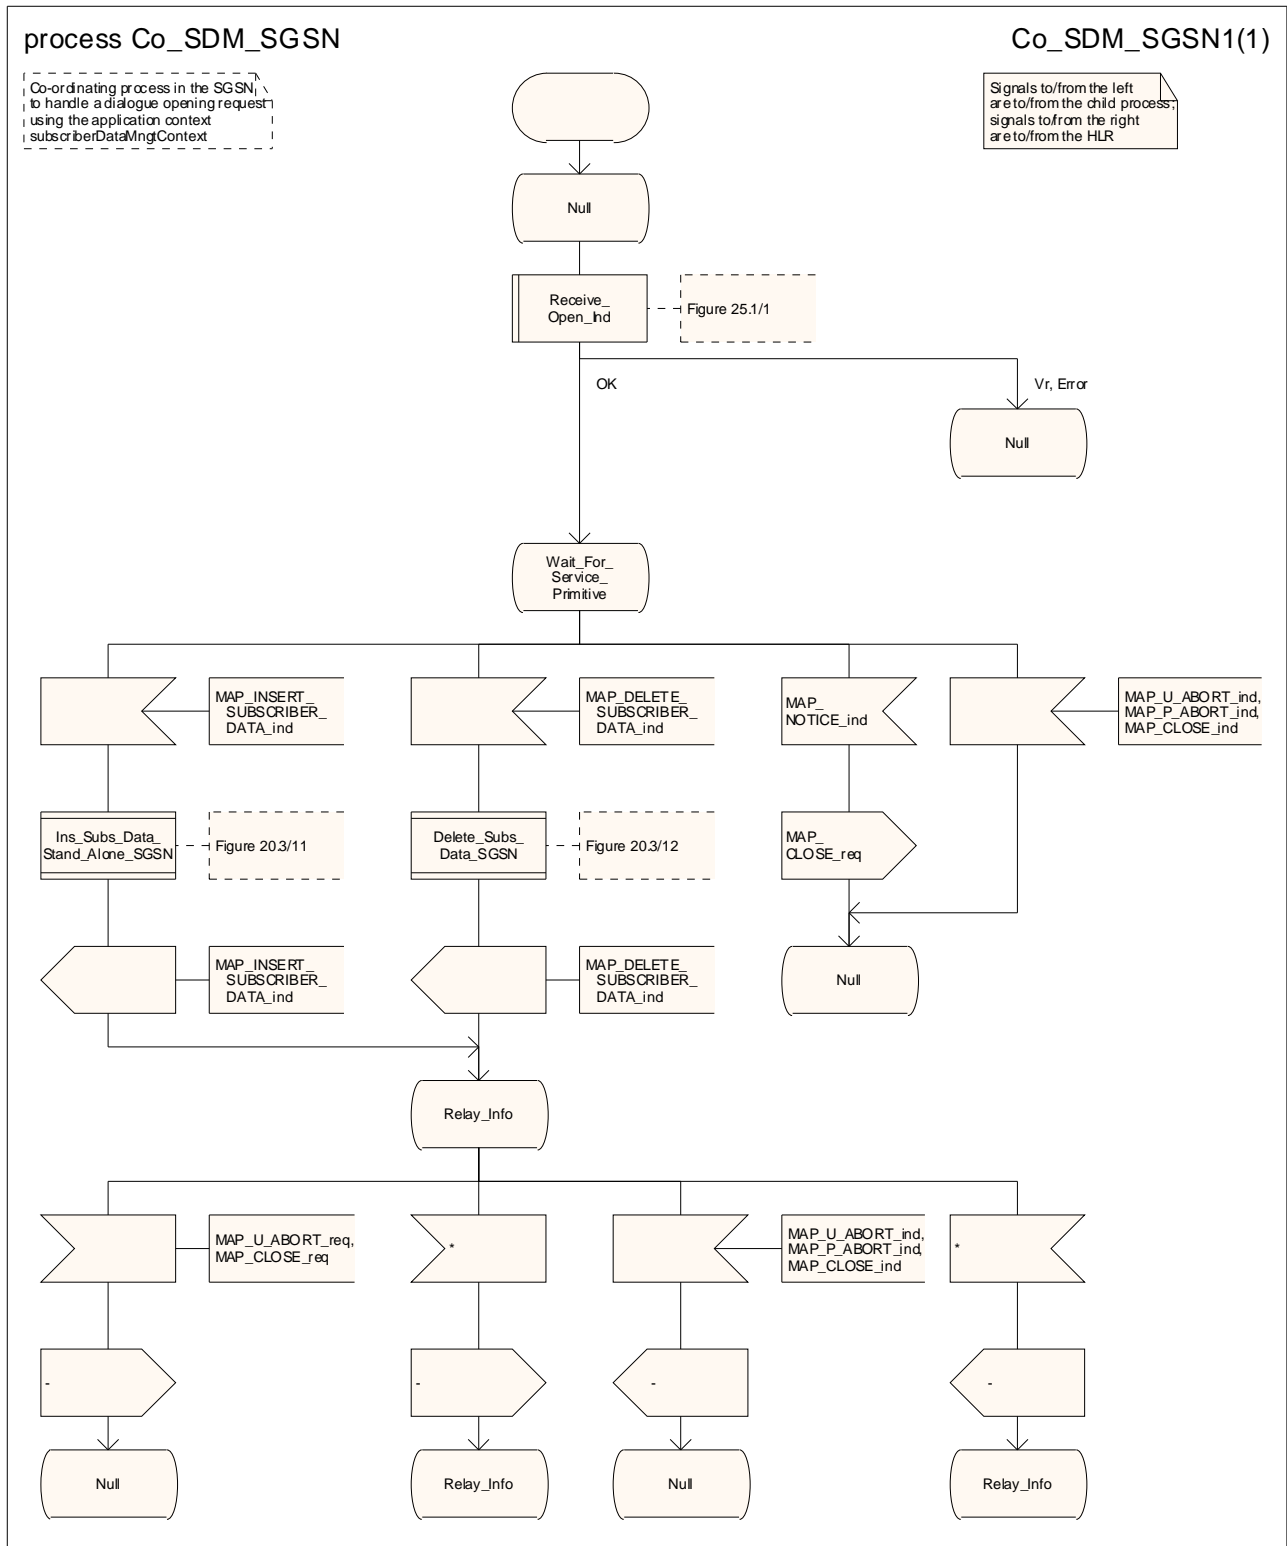 process Co_SDM_SGSN
Co_SDM_SGSN1(1)
Co-ordinating process in the SGSN
to handle a dialogue opening request
using the application context
subscriberDataMngtContext
Signals to/from the left
are to/from the child process;
signals to/from the right
are to/from the HLR
Null
Receive_
Open_Ind
Figure 25.1/1
OK
Vr, Error
Null
Wait_For_
Service_
Primitive
MAP_INSERT_
SUBSCRIBER_
DATA_ind
MAP_DELETE_
SUBSCRIBER_
DATA_ind
MAP_
NOTICE_ind
MAP_U_ABORT_ind,
MAP_P_ABORT_ind,
MAP_CLOSE_ind
Ins_Subs_Data_
Stand_Alone_SGSN
Figure 20.3/11
Delete_Subs_
Data_SGSN
Figure 20.3/12
MAP_
CLOSE_req
MAP_INSERT_
SUBSCRIBER_
DATA_ind
MAP_DELETE_
SUBSCRIBER_
DATA_ind
Null
Relay_Info
MAP_U_ABORT_req,
MAP_CLOSE_req
*
MAP_U_ABORT_ind,
MAP_P_ABORT_ind,
MAP_CLOSE_ind
*
-
-
-
-
Null
Relay_Info
Null
Relay_Info